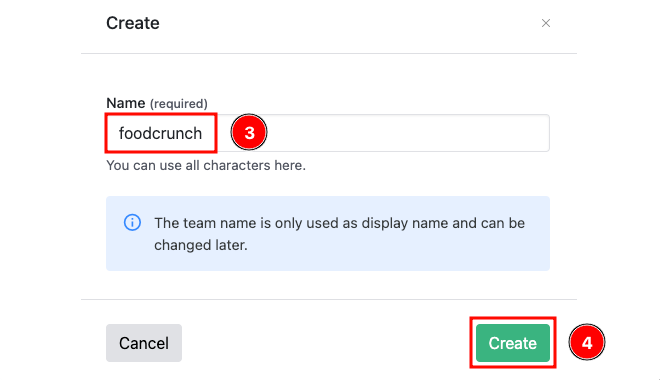 Create ×
Name (required)
foodcrunch 3
You can use all characters here.
The team name is only used as display name and can be
changed later.
Cancel Create 4